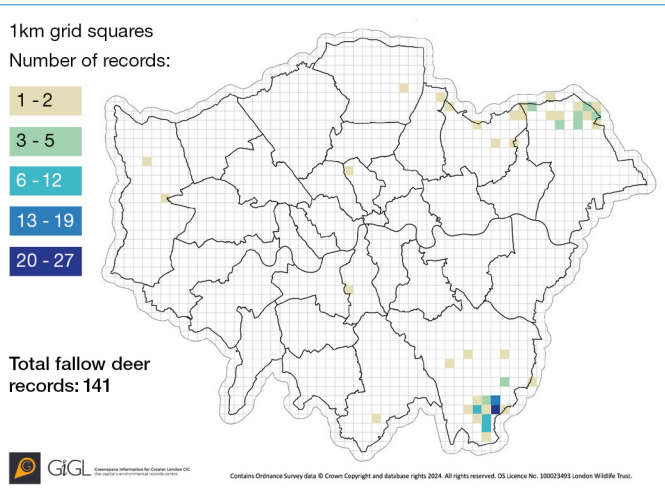 1km grid squares
Number of records:
1 - 2
3 - 5
6 - 12
13 - 19
20 - 27
Total fallow deer
records: 141
GiGL
Greenspace Information for Greater London CIC
the capital's environmental records centre
Contains Ordnance Survey data © Crown Copyright and database rights 2024. All rights reserved. OS Licence No. 100023493 London Wildlife Trust.